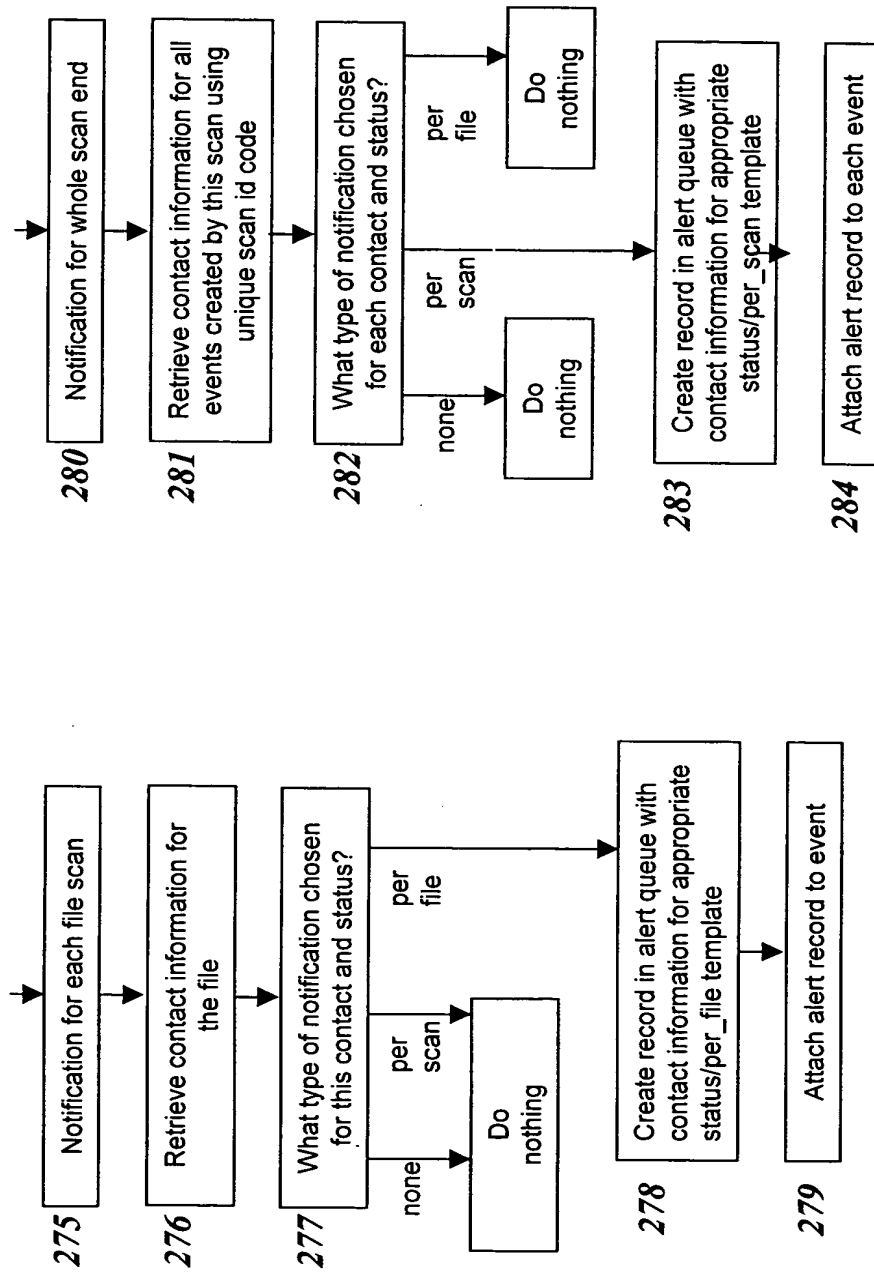 275
Notification for each file scan
276
Retrieve contact information for
the file
277
What type of notification chosen
for this contact and status?
none
per
scan
per
file
Do
nothing
278
Create record in alert queue with
contact information for appropriate
status/per_file template
279
Attach alert record to event
280
Notification for whole scan end
281
Retrieve contact information for all
events created by this scan using
unique scan id code
282
What type of notification chosen
for each contact and status?
none
per
scan
per
file
Do
nothing
Do
nothing
283
Create record in alert queue with
contact information for appropriate
status/per_scan template
284
Attach alert record to each event